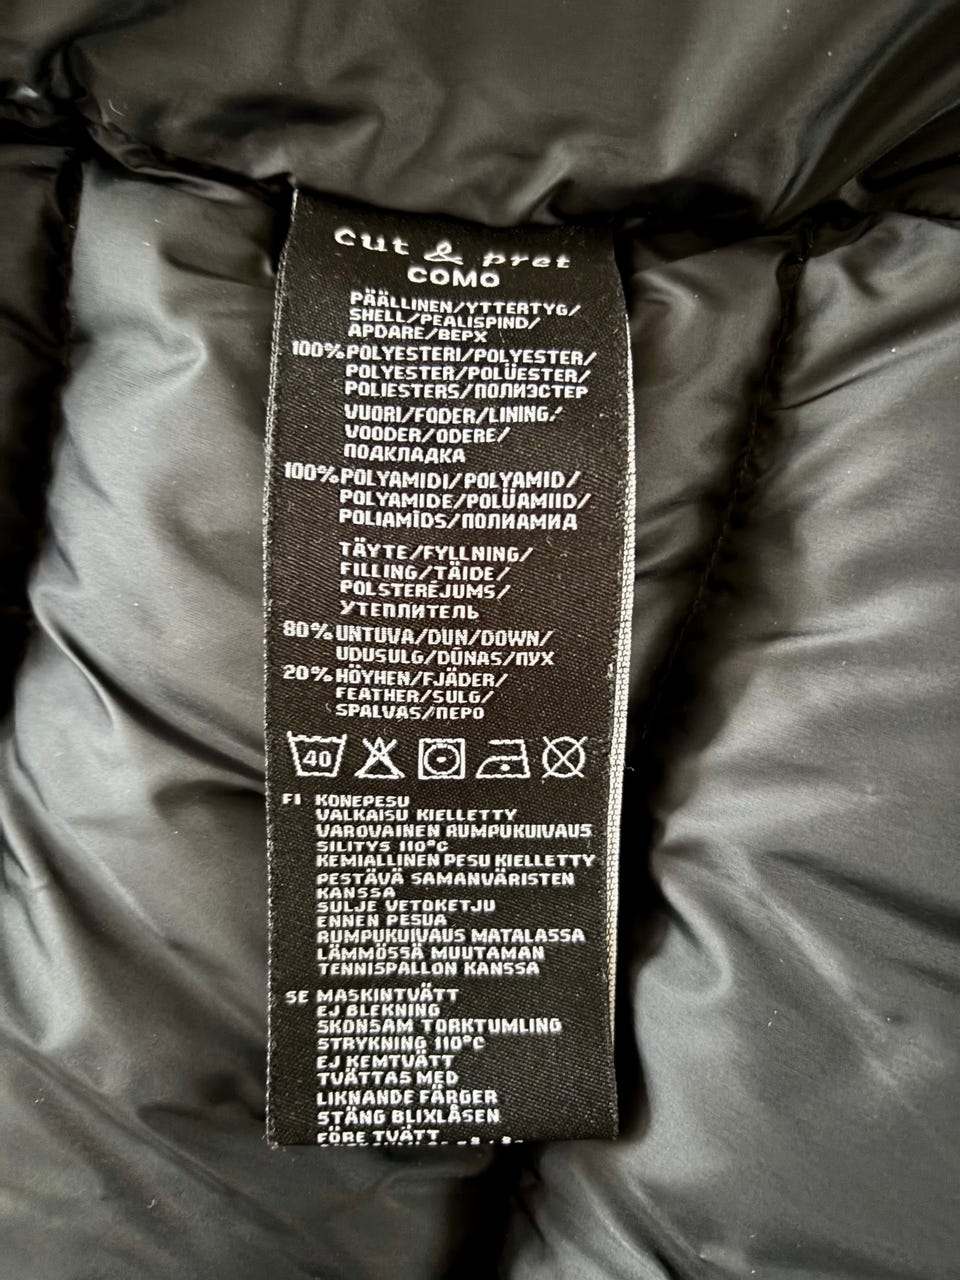 cut & pret
COMO
PÄÄLLINEN/YTTERTYG/
SHELL/PEALISPIND/
APDARE/ВЕРХ
100% POLYESTERI/POLYESTER/
POLYESTER/POLÜESTER/
POLIESTERS/ПОЛИЭСТЕР
VUORI/FODER/LINING/
VOODER/ODERE/
ПОДКЛАДКА
100% POLYAMIDI/POLYAMID/
POLYAMIDE/POLÜAMIID/
POLIAMĪDS/ПОЛИАМИД
TÄYTE/FYLLNING/
FILLING/TÄIDE/
POLSTERĒJUMS/
УТЕПЛИТЕЛЬ
80% UNTUVA/DUN/DOWN/
UDUSULG/DŪNAS/ПУХ
20% HÖYHEN/FJÄDER/
FEATHER/SULG/
SPALVAS/ПЕРО
40
FI KONEPESU
VALKAISU KIELLETTY
VAROVAINEN RUMPUKUIVAUS
SILITYS 110°C
KEMIALLINEN PESU KIELLETTY
PESTÄVÄ SAMANVÄRISTEN
KANSSA
SULJE VETOKETJU
ENNEN PESUA
RUMPUKUIVAUS MATALASSA
LÄMMÖSSÄ MUUTAMAN
TENNISPALLON KANSSA
SE MASKINTVÄTT
EJ BLEKNING
SKONSAM TORKTUMLING
STRYKNING 110°C
EJ KEMTVÄTT
TVÄTTAS MED
LIKNANDE FÄRGER
STÄNG BLIXLÅSEN
FÖRE TVÄTT